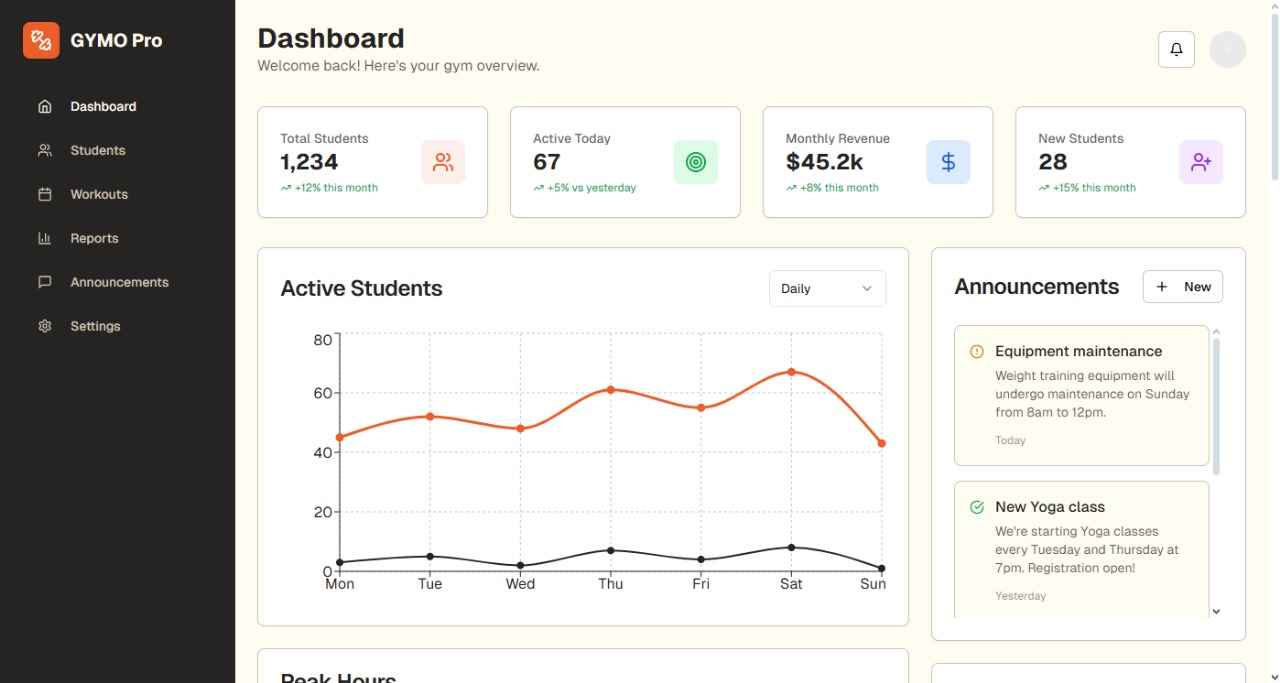 GYMO Pro
Dashboard
Students
Workouts
Reports
Announcements
Settings
Dashboard
Welcome back! Here's your gym overview.
Total Students
1,234
+12% this month
Active Today
67
+5% vs yesterday
Monthly Revenue
$45.2k
+8% this month
New Students
28
+15% this month
Active Students
Daily
80
60
40
20
0
Mon Tue Wed Thu Fri Sat Sun
Announcements
+ New
Equipment maintenance
Weight training equipment will
undergo maintenance on Sunday
from 8am to 12pm.
Today
New Yoga class
We're starting Yoga classes
every Tuesday and Thursday at
7pm. Registration open!
Yesterday
Peak Hours